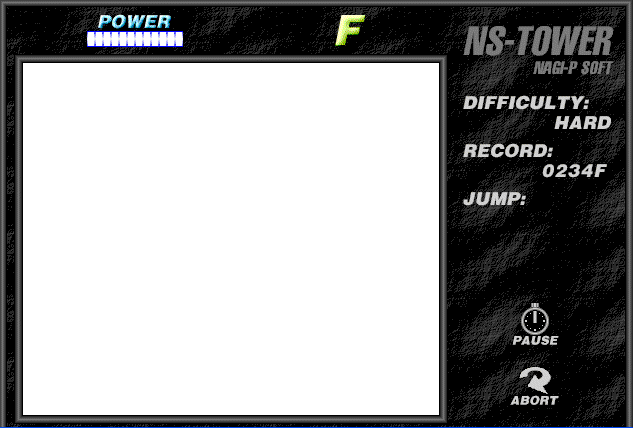 POWER
F
NS-TOWER
NAGI-P SOFT
DIFFICULTY:
HARD
RECORD:
0234F
JUMP:
PAUSE
ABORT